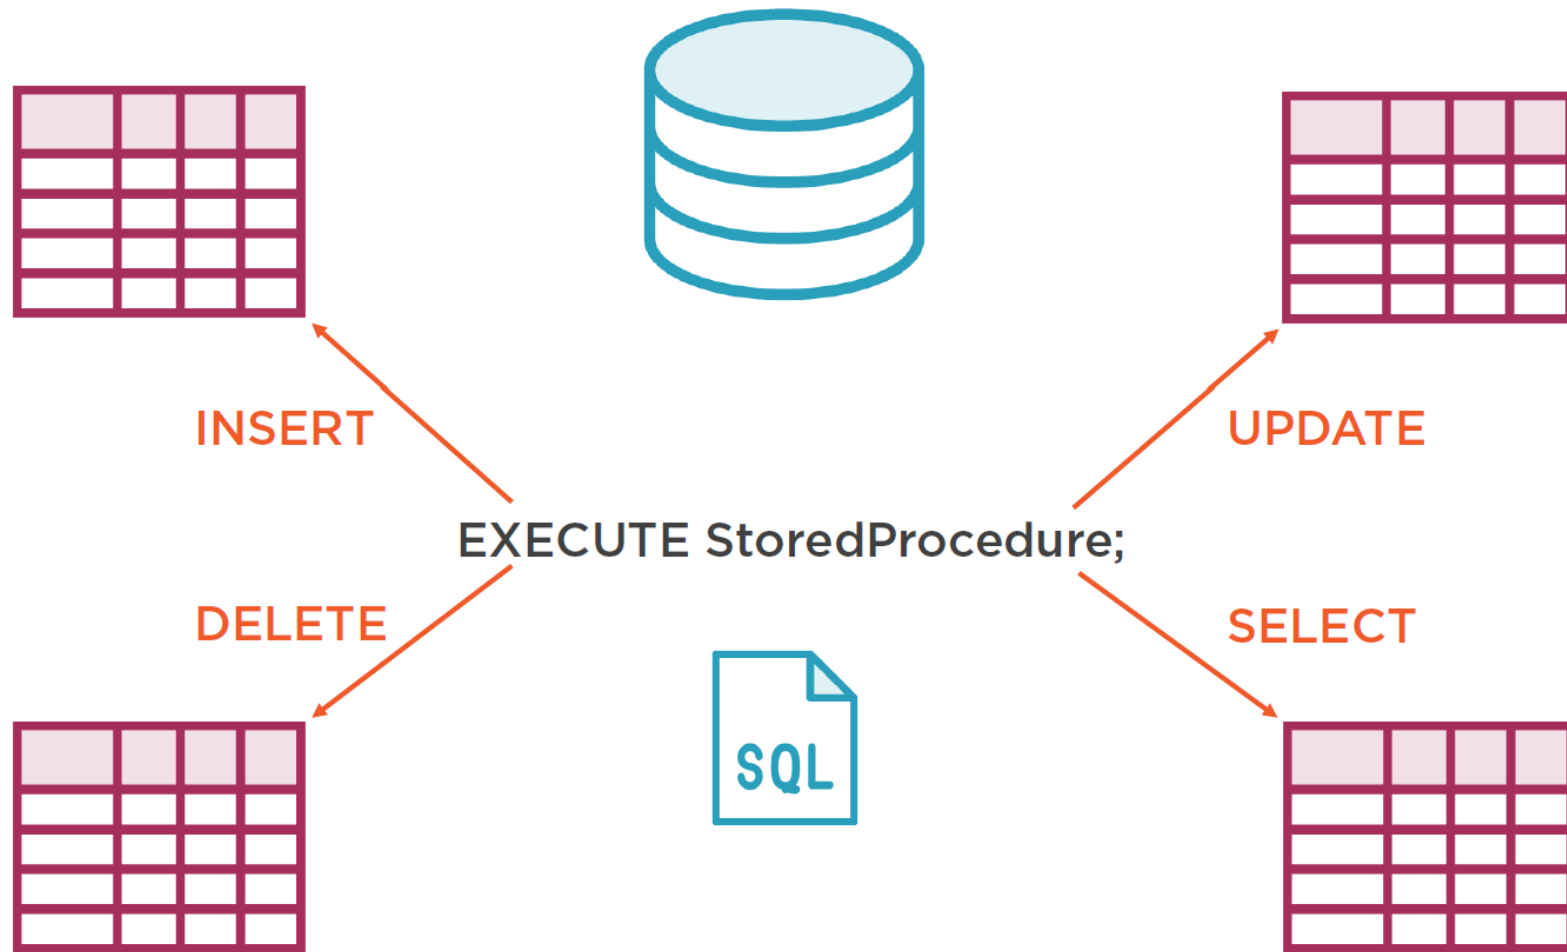 INSERT
UPDATE
EXECUTE StoredProcedure;
DELETE
SELECT
SQL